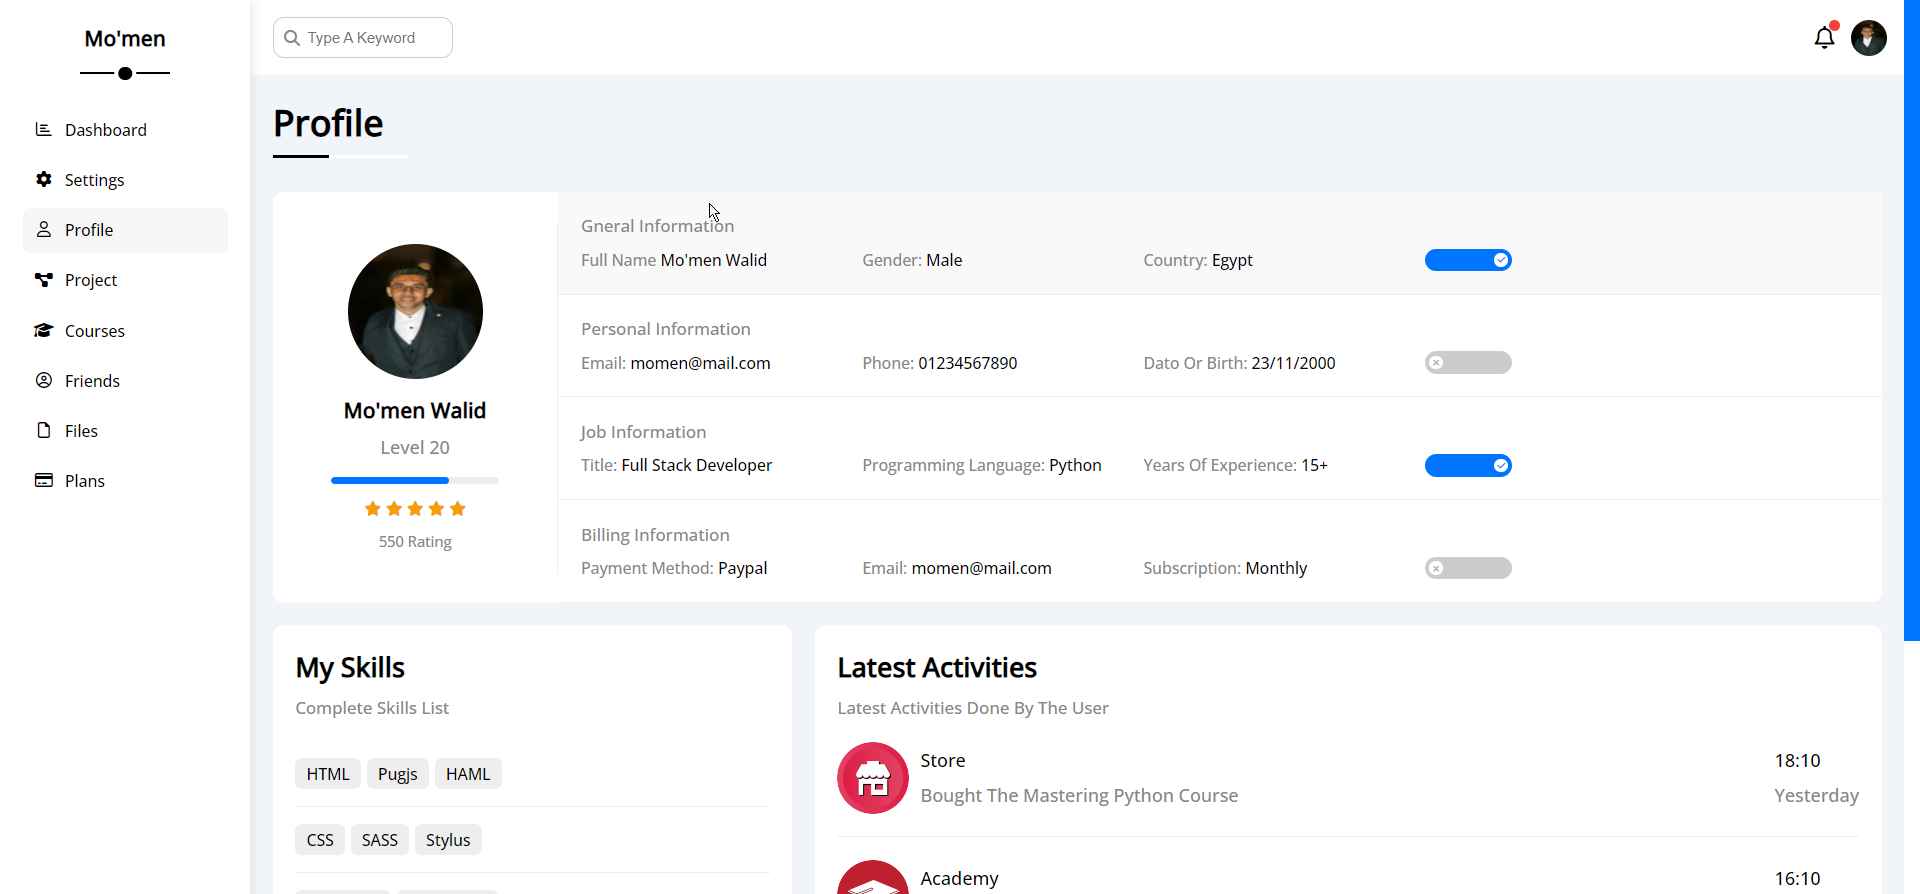 Mo'men
Type A Keyword
Dashboard
Settings
Profile
Project
Courses
Friends
Files
Plans
Profile
Mo'men Walid
Level 20
550 Rating
Gneral Information
Full Name Mo'men Walid Gender: Male Country: Egypt
Personal Information
Email: momen@mail.com Phone: 01234567890 Dato Or Birth: 23/11/2000
Job Information
Title: Full Stack Developer Programming Language: Python Years Of Experience: 15+
Billing Information
Payment Method: Paypal Email: momen@mail.com Subscription: Monthly
My Skills
Complete Skills List
HTML Pugjs HAML
CSS SASS Stylus
Latest Activities
Latest Activities Done By The User
Store 18:10
Bought The Mastering Python Course Yesterday
Academy 16:10